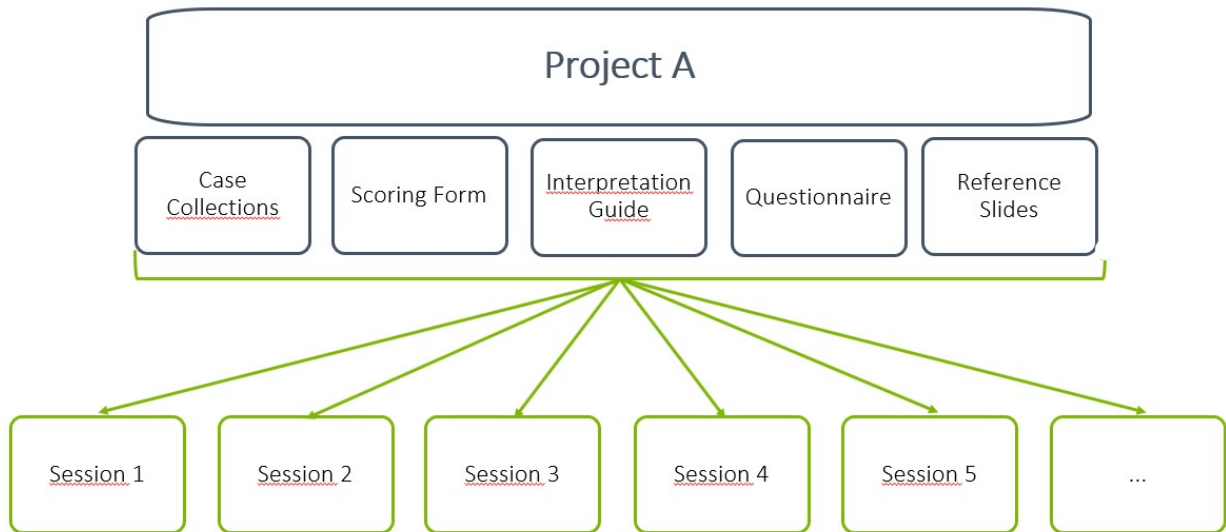 Project A
Case
Collections
Scoring Form
Interpretation
Guide
Questionnaire
Reference
Slides
Session 1
Session 2
Session 3
Session 4
Session 5
...